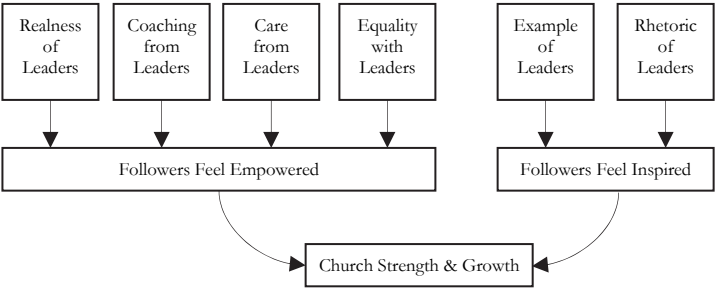 Realness
of
Leaders
Coaching
from
Leaders
Care
from
Leaders
Equality
with
Leaders
Example
of
Leaders
Rhetoric
of
Leaders
Followers Feel Empowered
Followers Feel Inspired
Church Strength & Growth